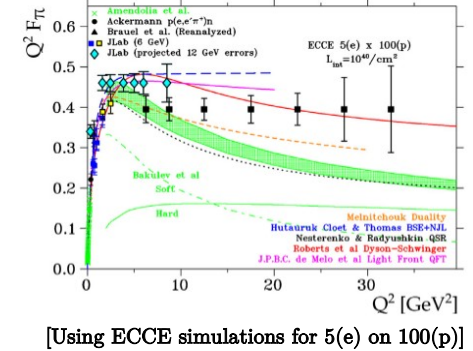 Amendolia et al.
Ackermann p(e,e'π⁺)n
Brauel et al. (Reanalyzed)
JLab (6 GeV)
JLab (projected 12 GeV errors)
ECCE 5(e) x 100(p)
L_int=10⁴⁰/cm²
Q² F_π
0.6
0.5
0.4
0.3
0.2
0.1
0.0
Bakulev et al
Soft
Hard
Melnitchouk Duality
Hutauruk Cloet & Thomas BSE+NJL
Nesterenko & Radyushkin QSR
Roberts et al Dyson-Schwinger
J.P.B.C. de Melo et al Light Front QFT
0 10 20 30
Q² [GeV²]
[Using ECCE simulations for 5(e) on 100(p)]